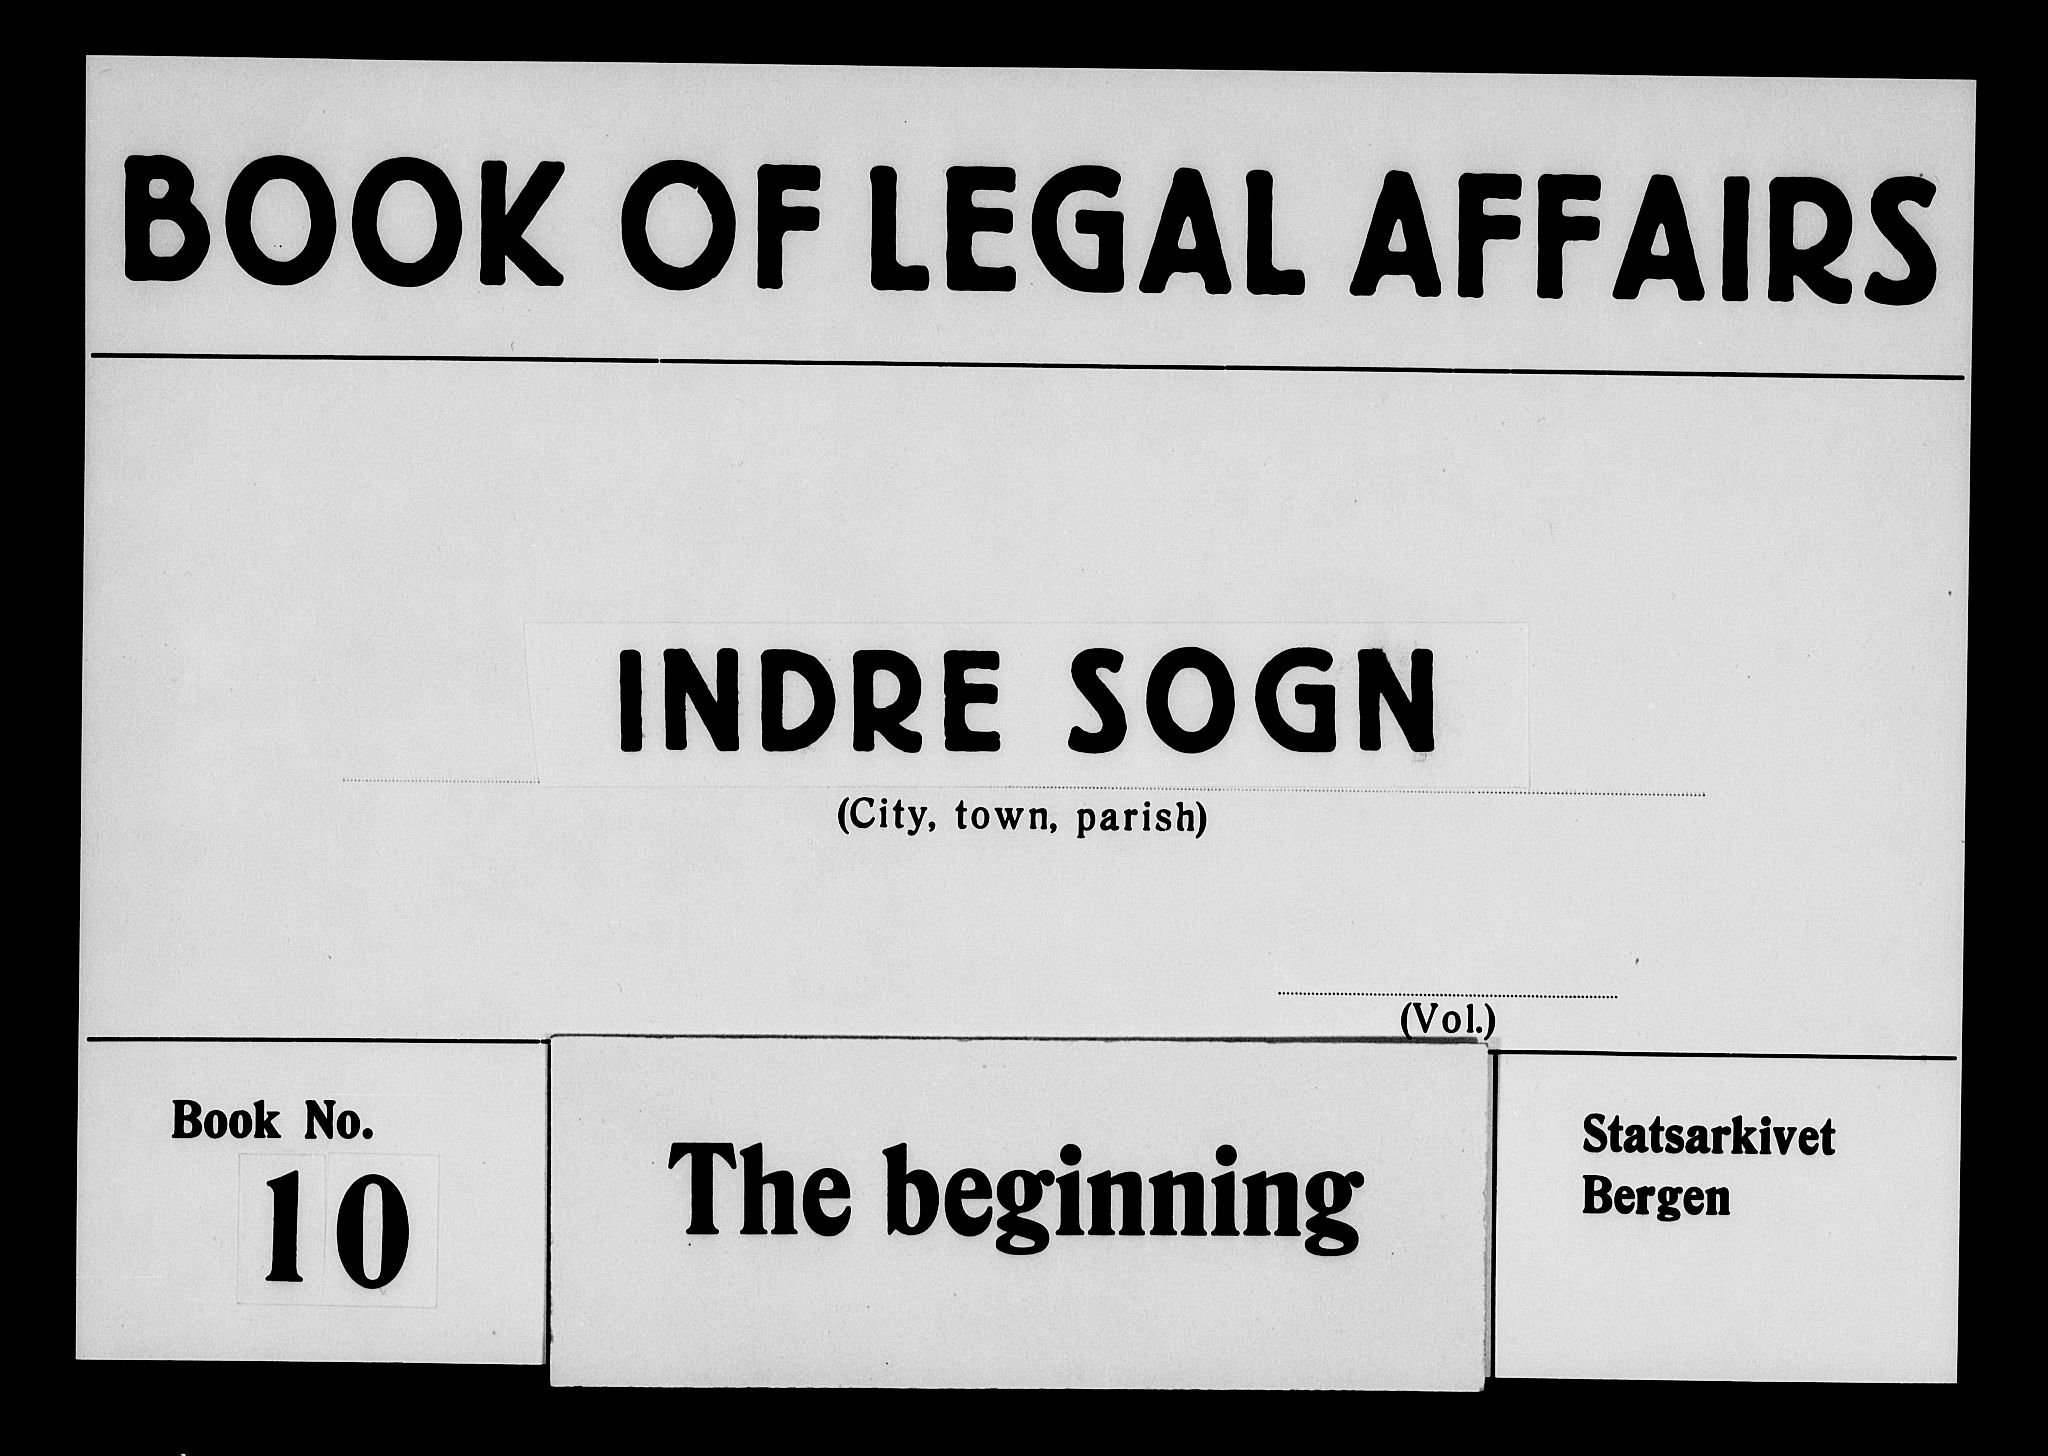 BOOK OF LEGAL AFFAIRS
INDRE SOGN
(City, town, parish)
(Vol.)
Book No.
10
The beginning
Statsarkivet
Bergen